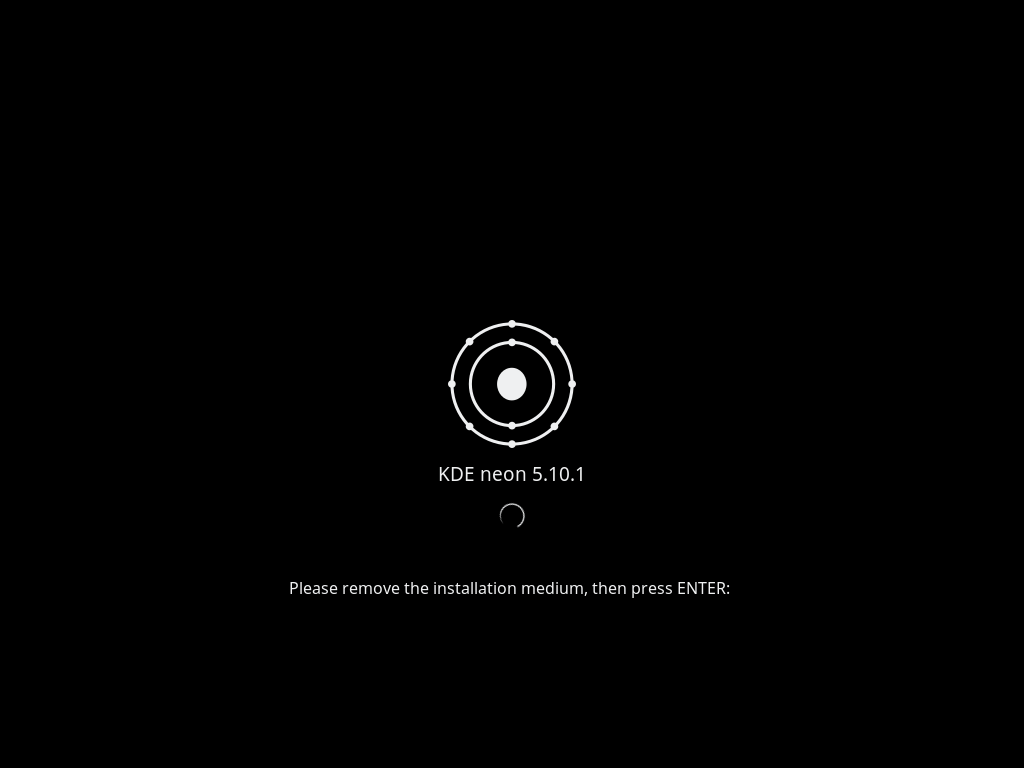 KDE neon 5.10.1
Please remove the installation medium, then press ENTER: